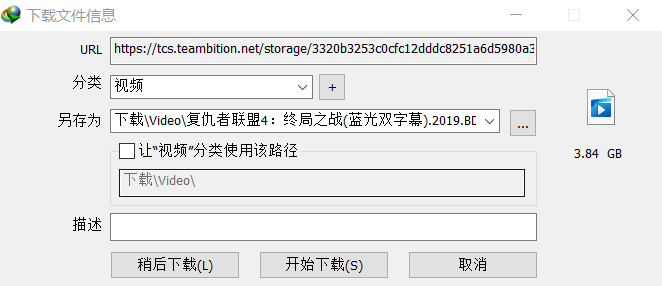 下载文件信息
URL https://tcs.teambition.net/storage/3320b3253c0cfc12dddc8251a6d5980a3
分类 视频 +
另存为 下载\Video\复仇者联盟4：终局之战(蓝光双字幕).2019.BD ...
3.84 GB
让“视频”分类使用该路径
下载\Video\
描述
稍后下载(L) 开始下载(S) 取消